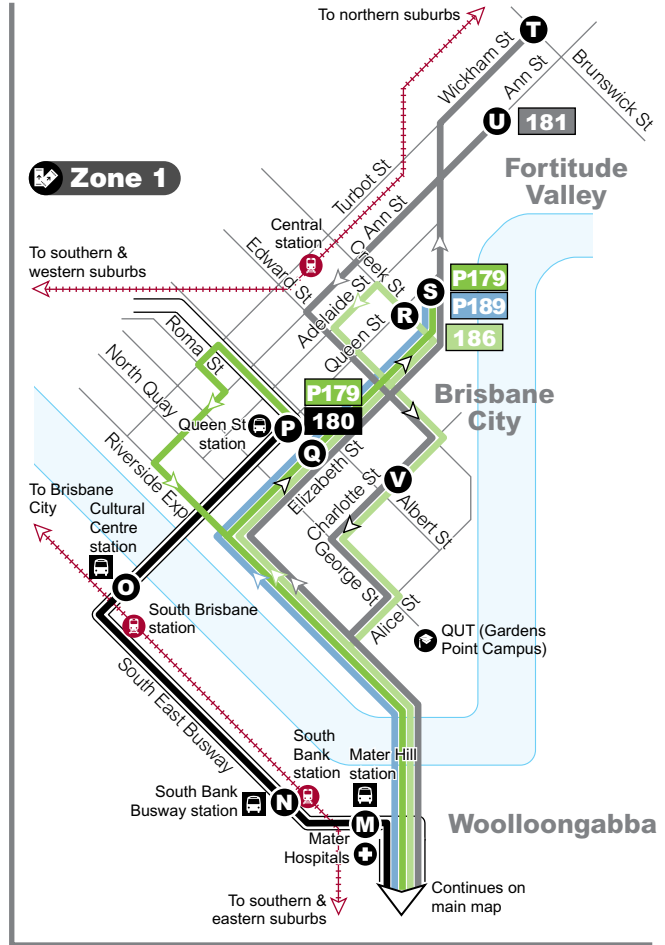 To northern suburbs
T
Wickham St
Ann St
Brunswick St
U
181
Zone 1
Fortitude
Valley
Turbot St
Ann St
Central
station
To southern &
western suburbs
Edward St
Creek St
Adelaide St
S
P179
R
P189
Queen St
186
Roma St
North Quay
P179
Brisbane
City
180
Queen St
station
P
Q
Elizabeth St
Riverside Exp
Charlotte St
V
Albert St
To Brisbane
City
Cultural
Centre
station
George St
O
Alice St
South Brisbane
station
QUT (Gardens
Point Campus)
South East Busway
South
Bank
station
Mater Hill
station
South Bank
Busway station
N
M
Woolloongabba
Mater
Hospitals
To southern &
eastern suburbs
Continues on
main map